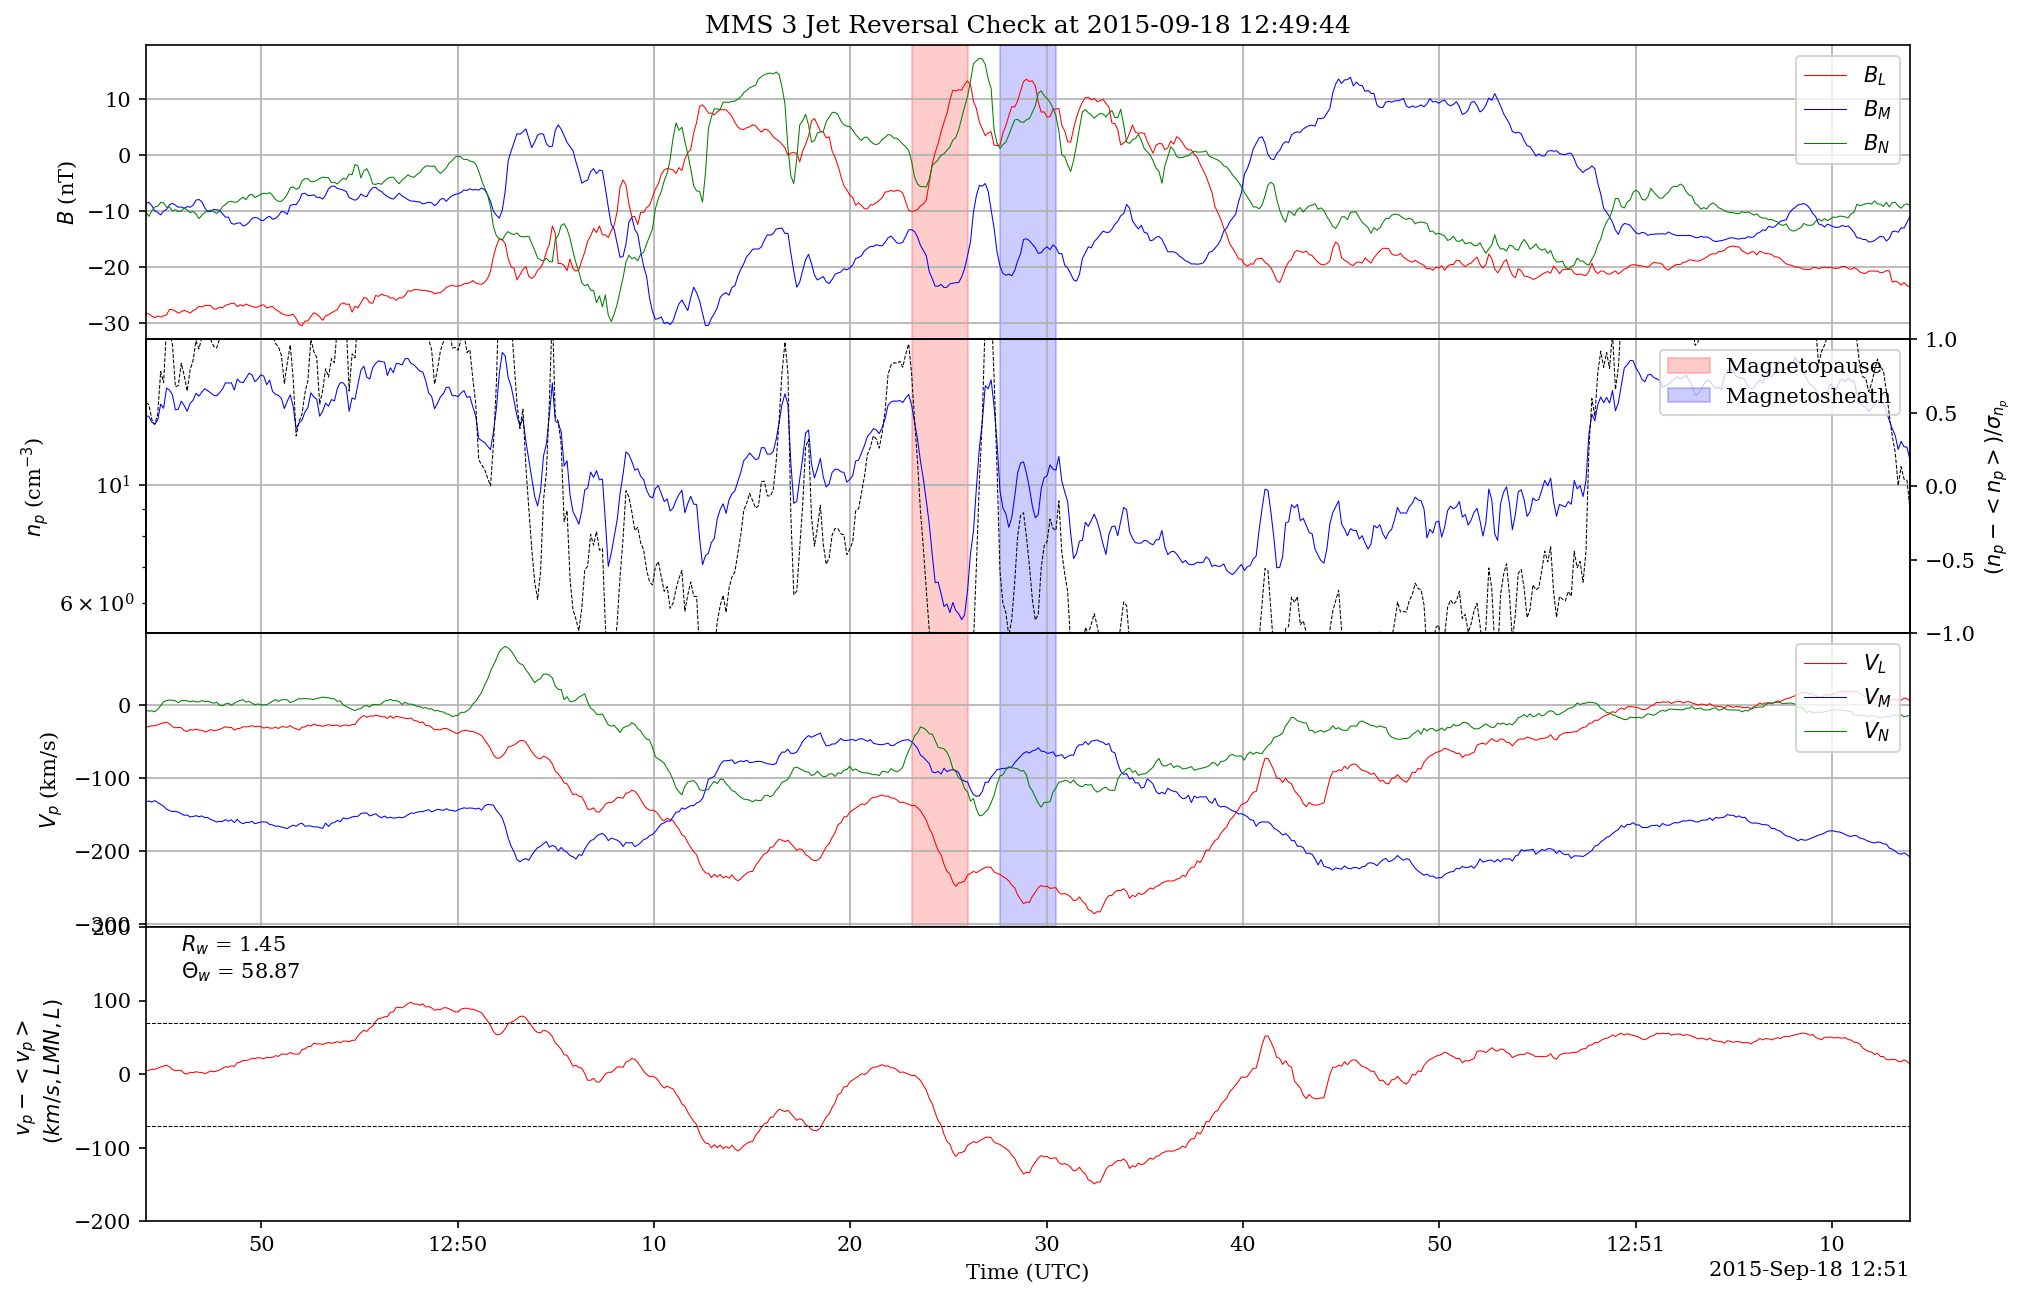 MMS 3 Jet Reversal Check at 2015-09-18 12:49:44
B (nT)
10
0
−10
−20
−30
B_L
B_M
B_N
n_p (cm^{-3})
10^1
6 × 10^0
Magnetopause
Magnetosheath
1.0
0.5
0.0
−0.5
−1.0
(n_p − < n_p >)/σ_{n_p}
V_p (km/s)
0
−100
−200
−300
V_L
V_M
V_N
v_p − < v_p >
(km/s, LMN, L)
200
100
0
−100
−200
R_w = 1.45
Θ_w = 58.87
50
12:50
10
20
30
40
50
12:51
10
Time (UTC)
2015-Sep-18 12:51